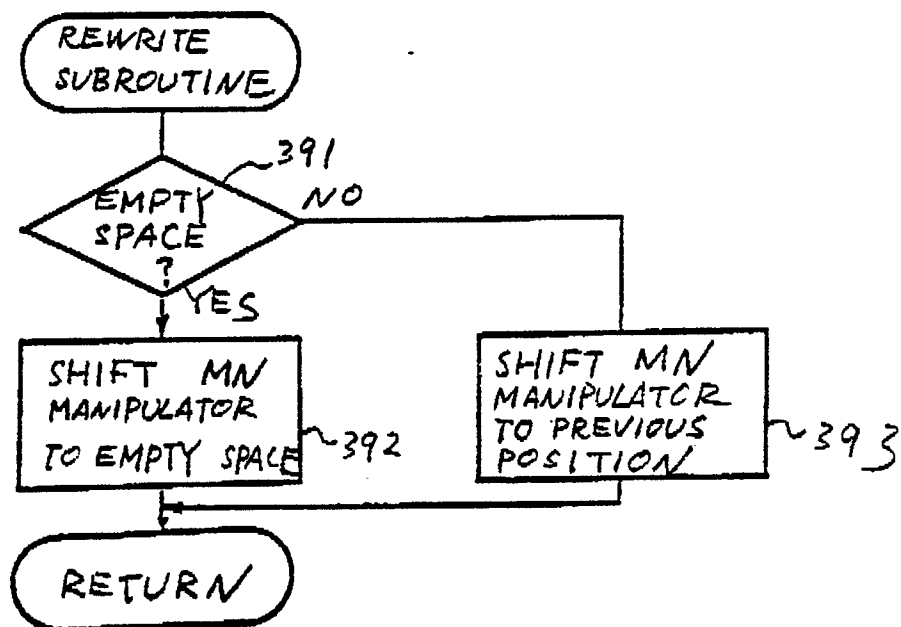 REWRITE
SUBROUTINE
391
EMPTY
SPACE
?
NO
YES
SHIFT MN
MANIPULATOR
TO EMPTY SPACE
392
SHIFT MN
MANIPULATOR
TO PREVIOUS
POSITION
393
RETURN